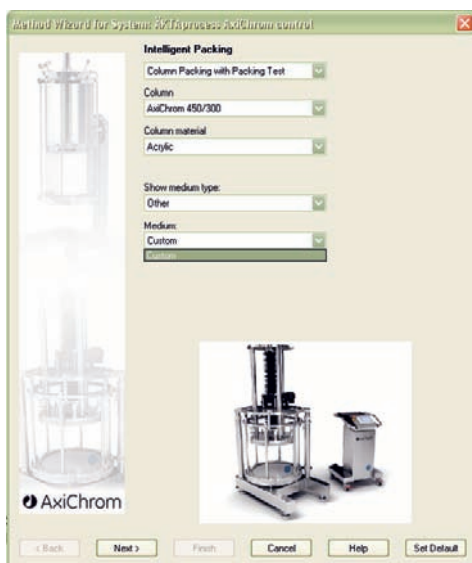 Method Wizard for System: ÄKTAprocess AxiChrom control
Intelligent Packing
Column Packing with Packing Test
Column
AxiChrom 450/300
Column material
Acrylic
Show medium type:
Other
Medium:
Custom
Custom
AxiChrom
< Back Next > Finish Cancel Help Set Default